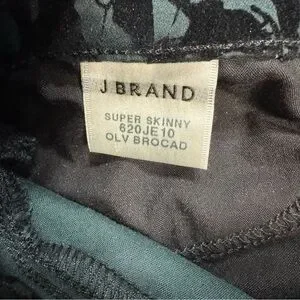 J BRAND
SUPER SKINNY
620JE10
OLV BROCAD